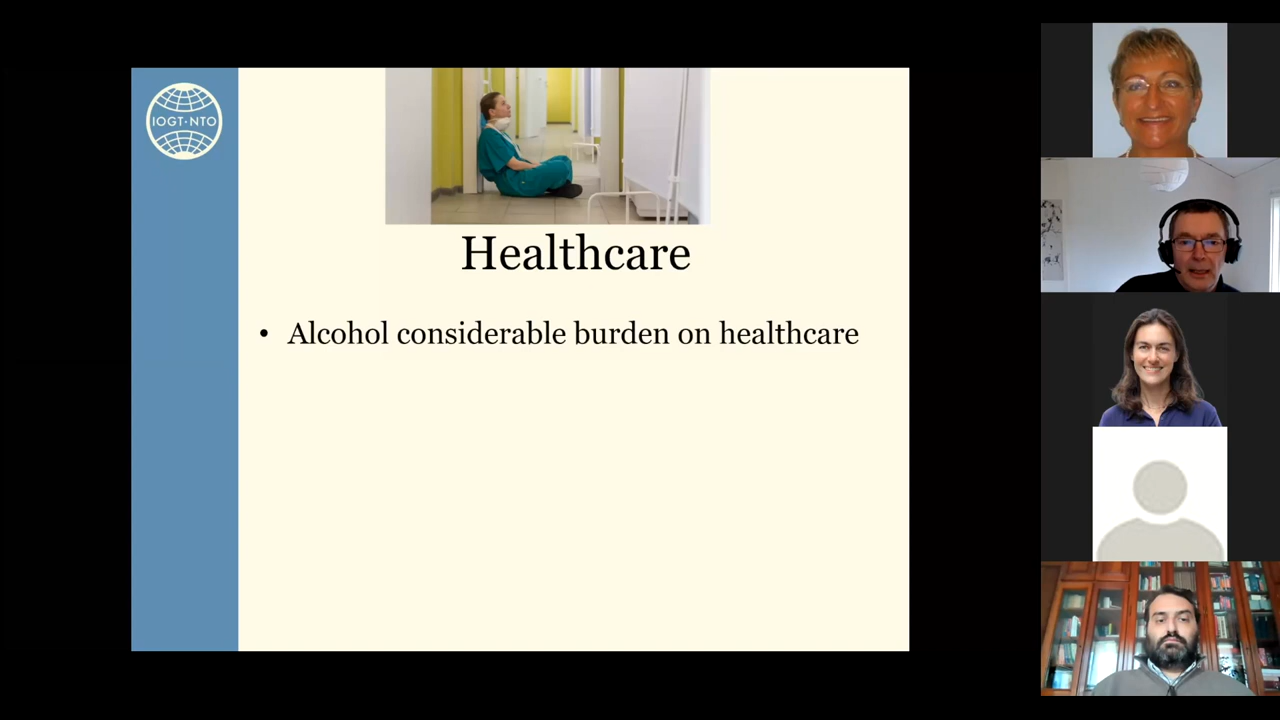 IOGT·NTO
Healthcare
• Alcohol considerable burden on healthcare